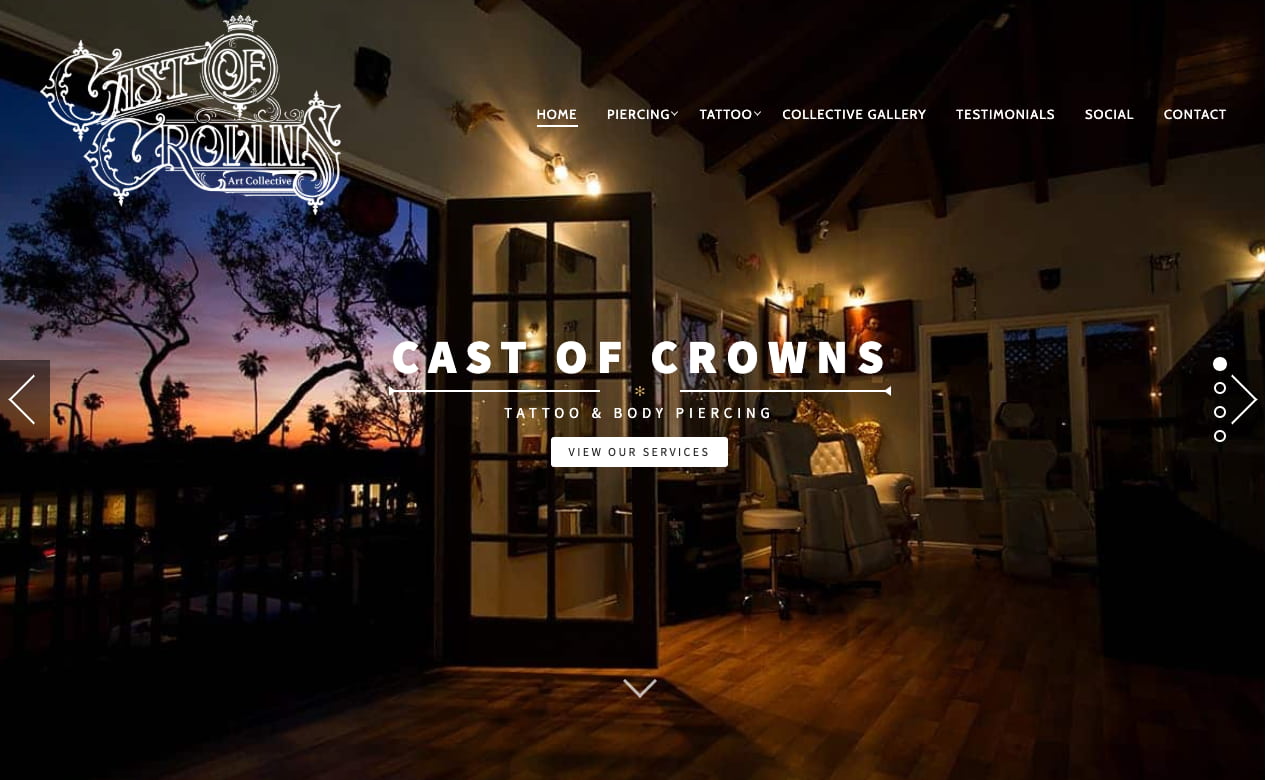 CAST OF
CROWNS
Art Collective
HOME PIERCING TATTOO COLLECTIVE GALLERY TESTIMONIALS SOCIAL CONTACT
CAST OF CROWNS
TATTOO & BODY PIERCING
VIEW OUR SERVICES